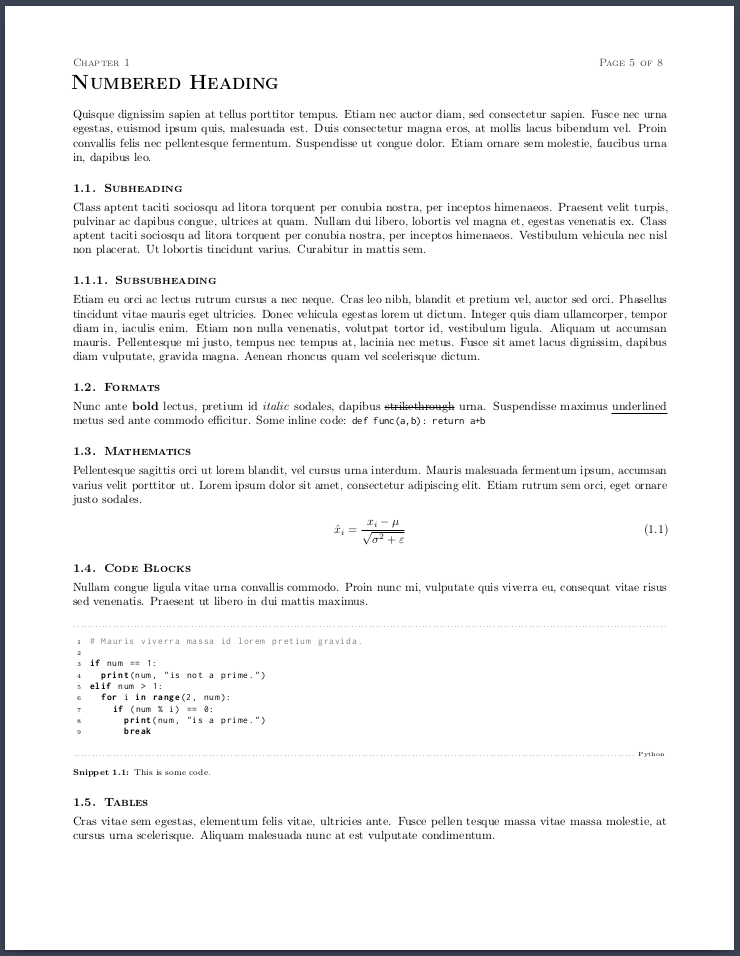 Chapter 1 Page 5 of 8
Numbered Heading
Quisque dignissim sapien at tellus porttitor tempus. Etiam nec auctor diam, sed consectetur sapien. Fusce nec urna
egestas, euismod ipsum quis, malesuada est. Duis consectetur magna eros, at mollis lacus bibendum vel. Proin
convallis felis nec pellentesque fermentum. Suspendisse ut congue dolor. Etiam ornare sem molestie, faucibus urna
in, dapibus leo.
1.1. Subheading
Class aptent taciti sociosqu ad litora torquent per conubia nostra, per inceptos himenaeos. Praesent velit turpis,
pulvinar ac dapibus congue, ultrices at quam. Nullam dui libero, lobortis vel magna et, egestas venenatis ex. Class
aptent taciti sociosqu ad litora torquent per conubia nostra, per inceptos himenaeos. Vestibulum vehicula nec nisl
non placerat. Ut lobortis tincidunt varius. Curabitur in mattis sem.
1.1.1. Subsubheading
Etiam eu orci ac lectus rutrum cursus a nec neque. Cras leo nibh, blandit et pretium vel, auctor sed orci. Phasellus
tincidunt vitae mauris eget ultricies. Donec vehicula egestas lorem ut dictum. Integer quis diam ullamcorper, tempor
diam in, iaculis enim. Etiam non nulla venenatis, volutpat tortor id, vestibulum ligula. Aliquam ut accumsan
mauris. Pellentesque mi justo, tempus nec tempus at, lacinia nec metus. Fusce sit amet lacus dignissim, dapibus
diam vulputate, gravida magna. Aenean rhoncus quam vel scelerisque dictum.
1.2. Formats
Nunc ante bold lectus, pretium id italic sodales, dapibus strikethrough urna. Suspendisse maximus underlined
metus sed ante commodo efficitur. Some inline code: def func(a,b): return a+b
1.3. Mathematics
Pellentesque sagittis orci ut lorem blandit, vel cursus urna interdum. Mauris malesuada fermentum ipsum, accumsan
varius velit porttitor ut. Lorem ipsum dolor sit amet, consectetur adipiscing elit. Etiam rutrum sem orci, eget ornare
justo sodales.
x̂ᵢ = (xᵢ − μ) / √(σ² + ε) (1.1)
1.4. Code Blocks
Nullam congue ligula vitae urna convallis commodo. Proin nunc mi, vulputate quis viverra eu, consequat vitae risus
sed venenatis. Praesent ut libero in dui mattis maximus.
1 # Mauris viverra massa id lorem pretium gravida.
2
3 if num == 1:
4 print(num, "is not a prime.")
5 elif num > 1:
6 for i in range(2, num):
7 if (num % i) == 0:
8 print(num, "is a prime.")
9 break
Python
Snippet 1.1: This is some code.
1.5. Tables
Cras vitae sem egestas, elementum felis vitae, ultricies ante. Fusce pellen tesque massa vitae massa molestie, at
cursus urna scelerisque. Aliquam malesuada nunc at est vulputate condimentum.